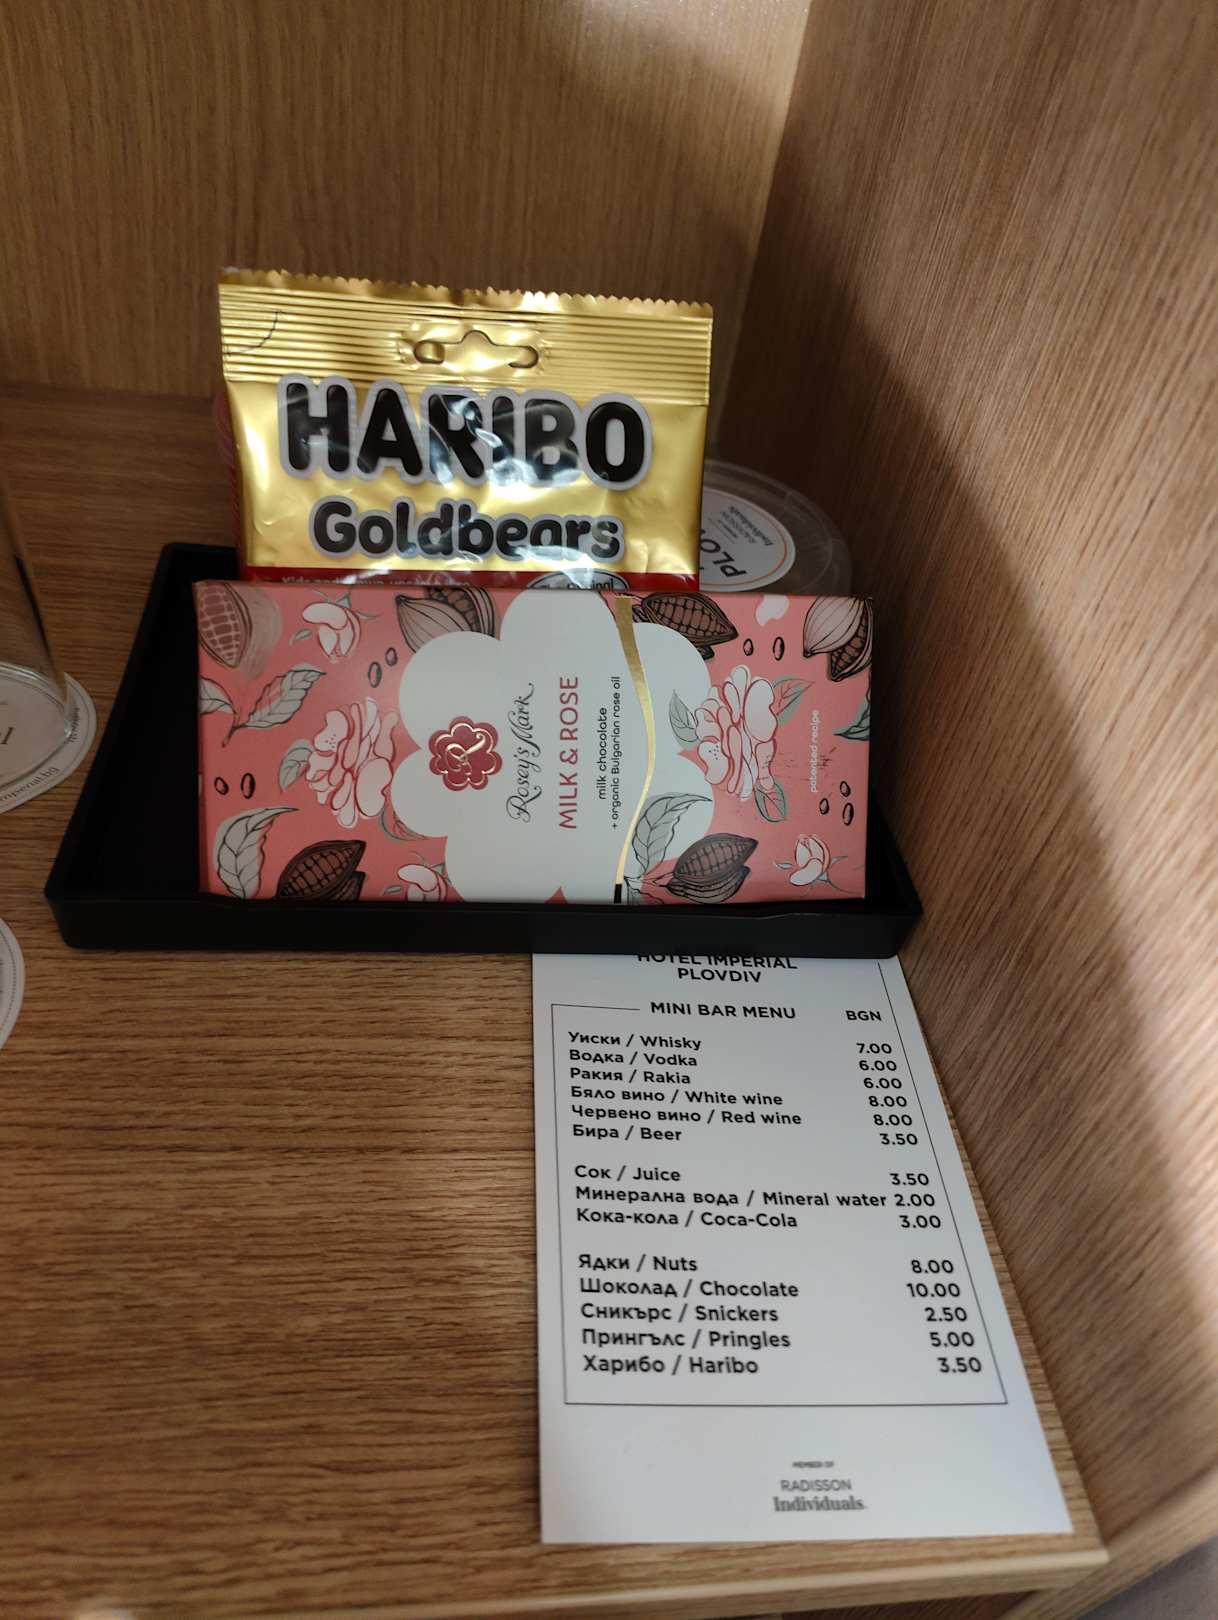 HARIBO
Goldbears
Rosey's Mark
MILK & ROSE
milk chocolate
+ organic Bulgarian rose oil
patented recipe
RADISSON
Individuals
HOTEL IMPERIAL
PLOVDIV
MINI BAR MENU BGN
Уиски / Whisky 7.00
Водка / Vodka 6.00
Ракия / Rakia 6.00
Бяло вино / White wine 8.00
Червено вино / Red wine 8.00
Бира / Beer 3.50
Сок / Juice 3.50
Минерална вода / Mineral water 2.00
Кока-кола / Coca-Cola 3.00
Ядки / Nuts 8.00
Шоколад / Chocolate 10.00
Сникърс / Snickers 2.50
Прингълс / Pringles 5.00
Харибо / Haribo 3.50
MEMBER OF
RADISSON
Individuals